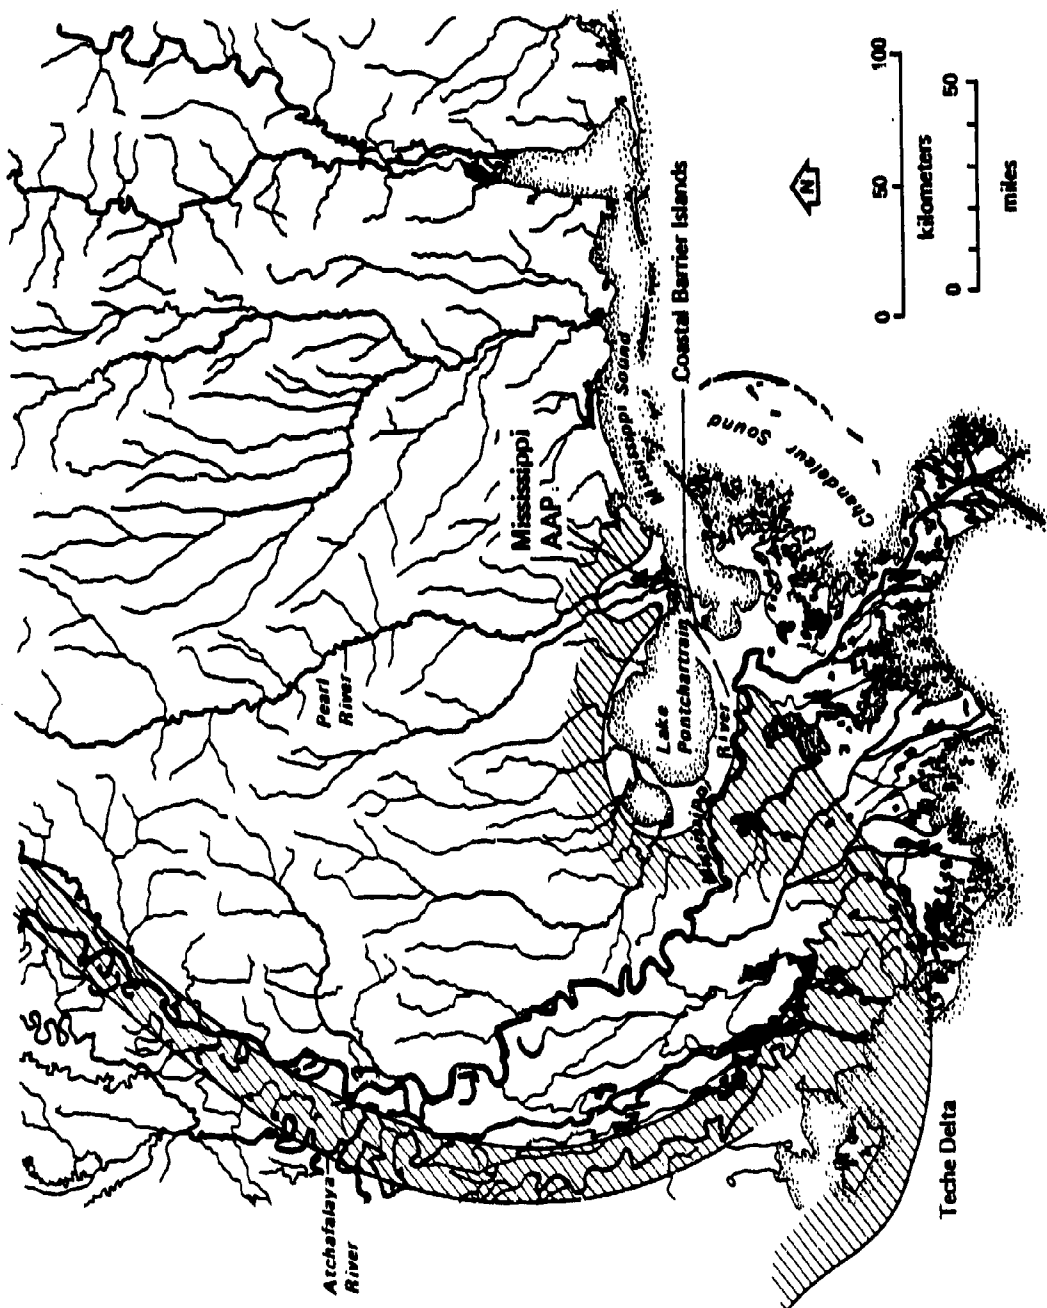 Pearl
River
Mississippi
AAP
Atchafalaya
River
Mississippi Sound
Lake
Pontchartrain
Mississippi
River
Coastal Barrier Islands
Chandeleur
Sound
Teche Delta
N
0 50 100
kilometers
0 50
miles